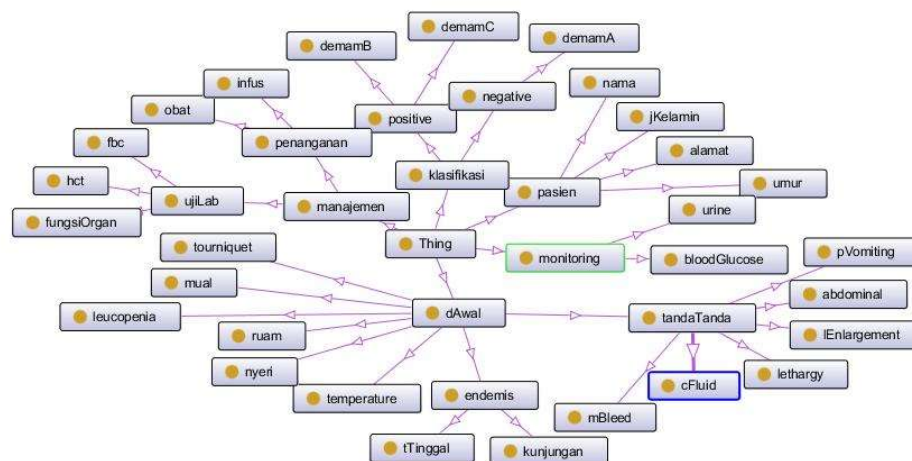 demamC
demamB
demamA
infus
nama
negative
obat
positive
jKelamin
fbc
penanganan
alamat
hct
klasifikasi
pasien
umur
ujiLab
manajemen
urine
fungsiOrgan
Thing
tourniquet
monitoring
bloodGlucose
pVomiting
mual
abdominal
leucopenia
dAwal
tandaTanda
ruam
lEnlargement
nyeri
lethargy
temperature
endemis
cFluid
mBleed
tTinggal
kunjungan